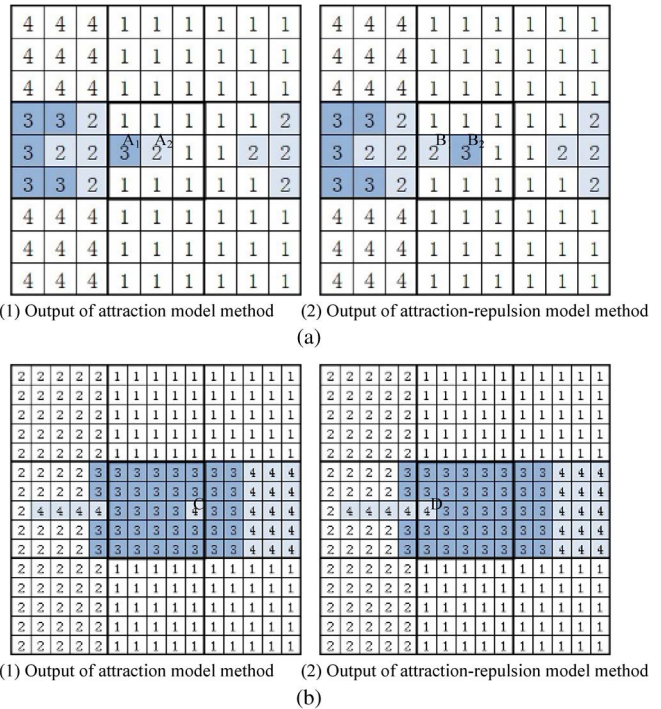 4 4 4 1 1 1 1 1 1
4 4 4 1 1 1 1 1 1
4 4 4 1 1 1 1 1 1
3 3 2 1 1 1 1 1 2
A1 A2
3 2 2 3 2 1 1 2 2
3 3 2 1 1 1 1 1 2
4 4 4 1 1 1 1 1 1
4 4 4 1 1 1 1 1 1
4 4 4 1 1 1 1 1 1
4 4 4 1 1 1 1 1 1
4 4 4 1 1 1 1 1 1
4 4 4 1 1 1 1 1 1
3 3 2 1 1 1 1 1 2
B B2
3 2 2 2 3 1 1 2 2
3 3 2 1 1 1 1 1 2
4 4 4 1 1 1 1 1 1
4 4 4 1 1 1 1 1 1
4 4 4 1 1 1 1 1 1
(1) Output of attraction model method
(2) Output of attraction-repulsion model method
(a)
2 2 2 2 2 1 1 1 1 1 1 1 1 1 1
2 2 2 2 2 1 1 1 1 1 1 1 1 1 1
2 2 2 2 2 1 1 1 1 1 1 1 1 1 1
2 2 2 2 2 1 1 1 1 1 1 1 1 1 1
2 2 2 2 2 1 1 1 1 1 1 1 1 1 1
2 2 2 2 3 3 3 3 3 3 3 3 4 4 4
2 2 2 2 3 3 3 3 3 3 3 3 4 4 4
C
2 4 4 4 4 3 3 3 3 4 3 3 4 4 4
2 2 2 2 3 3 3 3 3 3 3 3 4 4 4
2 2 2 2 3 3 3 3 3 3 3 3 4 4 4
2 2 2 2 2 1 1 1 1 1 1 1 1 1 1
2 2 2 2 2 1 1 1 1 1 1 1 1 1 1
2 2 2 2 2 1 1 1 1 1 1 1 1 1 1
2 2 2 2 2 1 1 1 1 1 1 1 1 1 1
2 2 2 2 2 1 1 1 1 1 1 1 1 1 1
2 2 2 2 2 1 1 1 1 1 1 1 1 1 1
2 2 2 2 2 1 1 1 1 1 1 1 1 1 1
2 2 2 2 2 1 1 1 1 1 1 1 1 1 1
2 2 2 2 2 1 1 1 1 1 1 1 1 1 1
2 2 2 2 2 1 1 1 1 1 1 1 1 1 1
2 2 2 2 3 3 3 3 3 3 3 3 4 4 4
2 2 2 2 3 3 3 3 3 3 3 3 4 4 4
D
2 4 4 4 4 4 3 3 3 3 3 3 4 4 4
2 2 2 2 3 3 3 3 3 3 3 3 4 4 4
2 2 2 2 3 3 3 3 3 3 3 3 4 4 4
2 2 2 2 2 1 1 1 1 1 1 1 1 1 1
2 2 2 2 2 1 1 1 1 1 1 1 1 1 1
2 2 2 2 2 1 1 1 1 1 1 1 1 1 1
2 2 2 2 2 1 1 1 1 1 1 1 1 1 1
2 2 2 2 2 1 1 1 1 1 1 1 1 1 1
(1) Output of attraction model method
(2) Output of attraction-repulsion model method
(b)